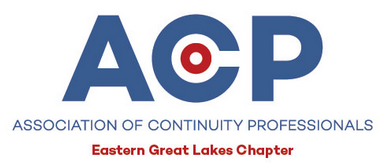 ACP
ASSOCIATION OF CONTINUITY PROFESSIONALS
Eastern Great Lakes Chapter